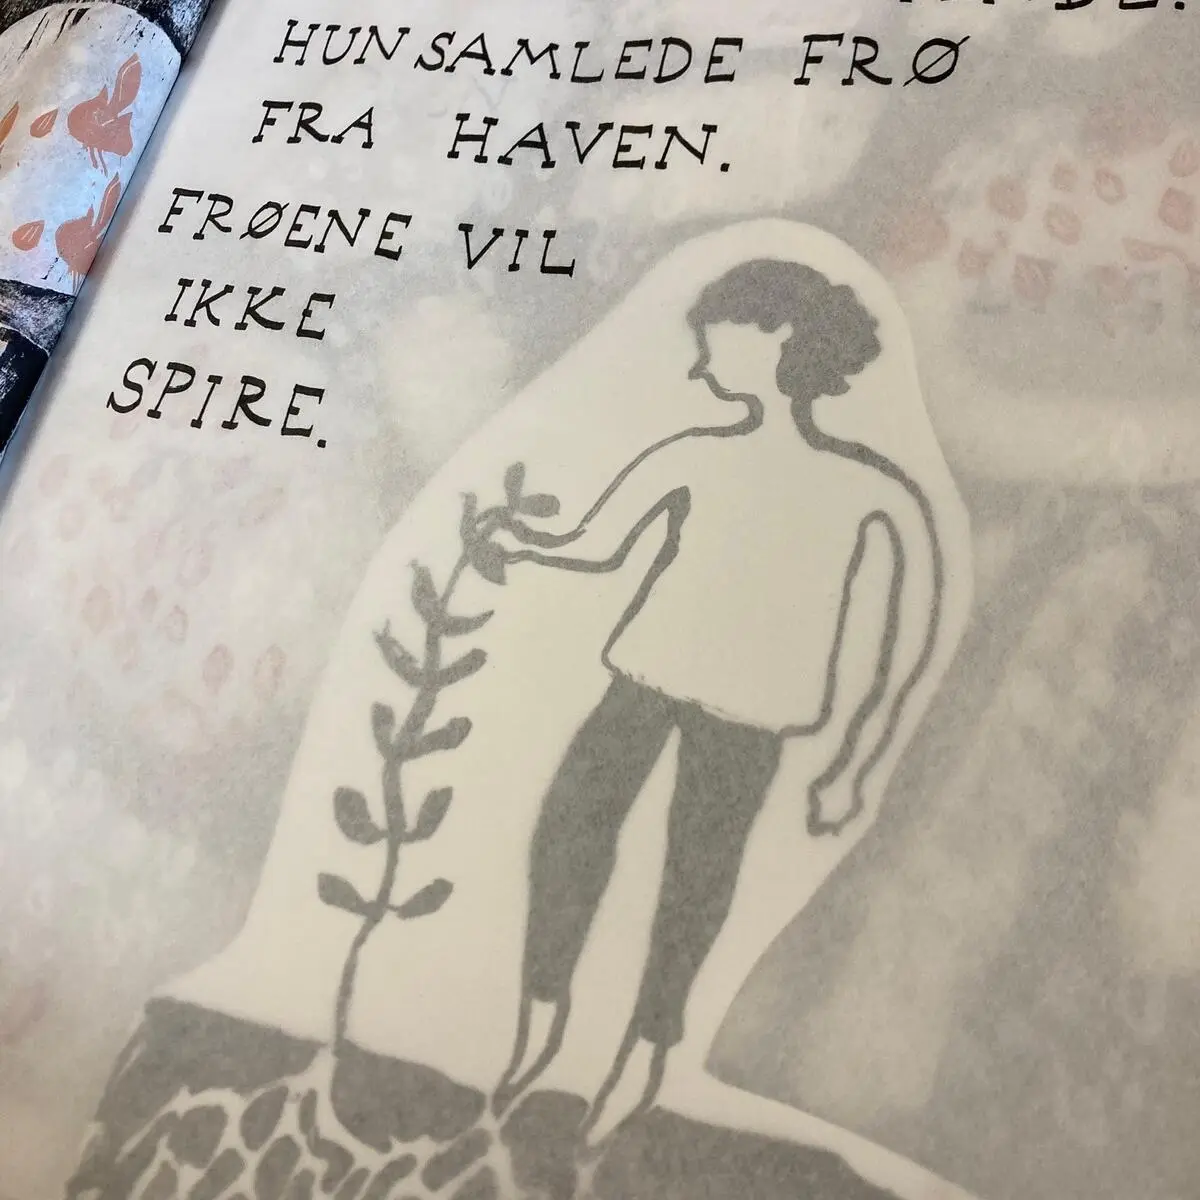 HUN SAMLEDE FRØ
FRA HAVEN.
FRØENE VIL
IKKE
SPIRE.